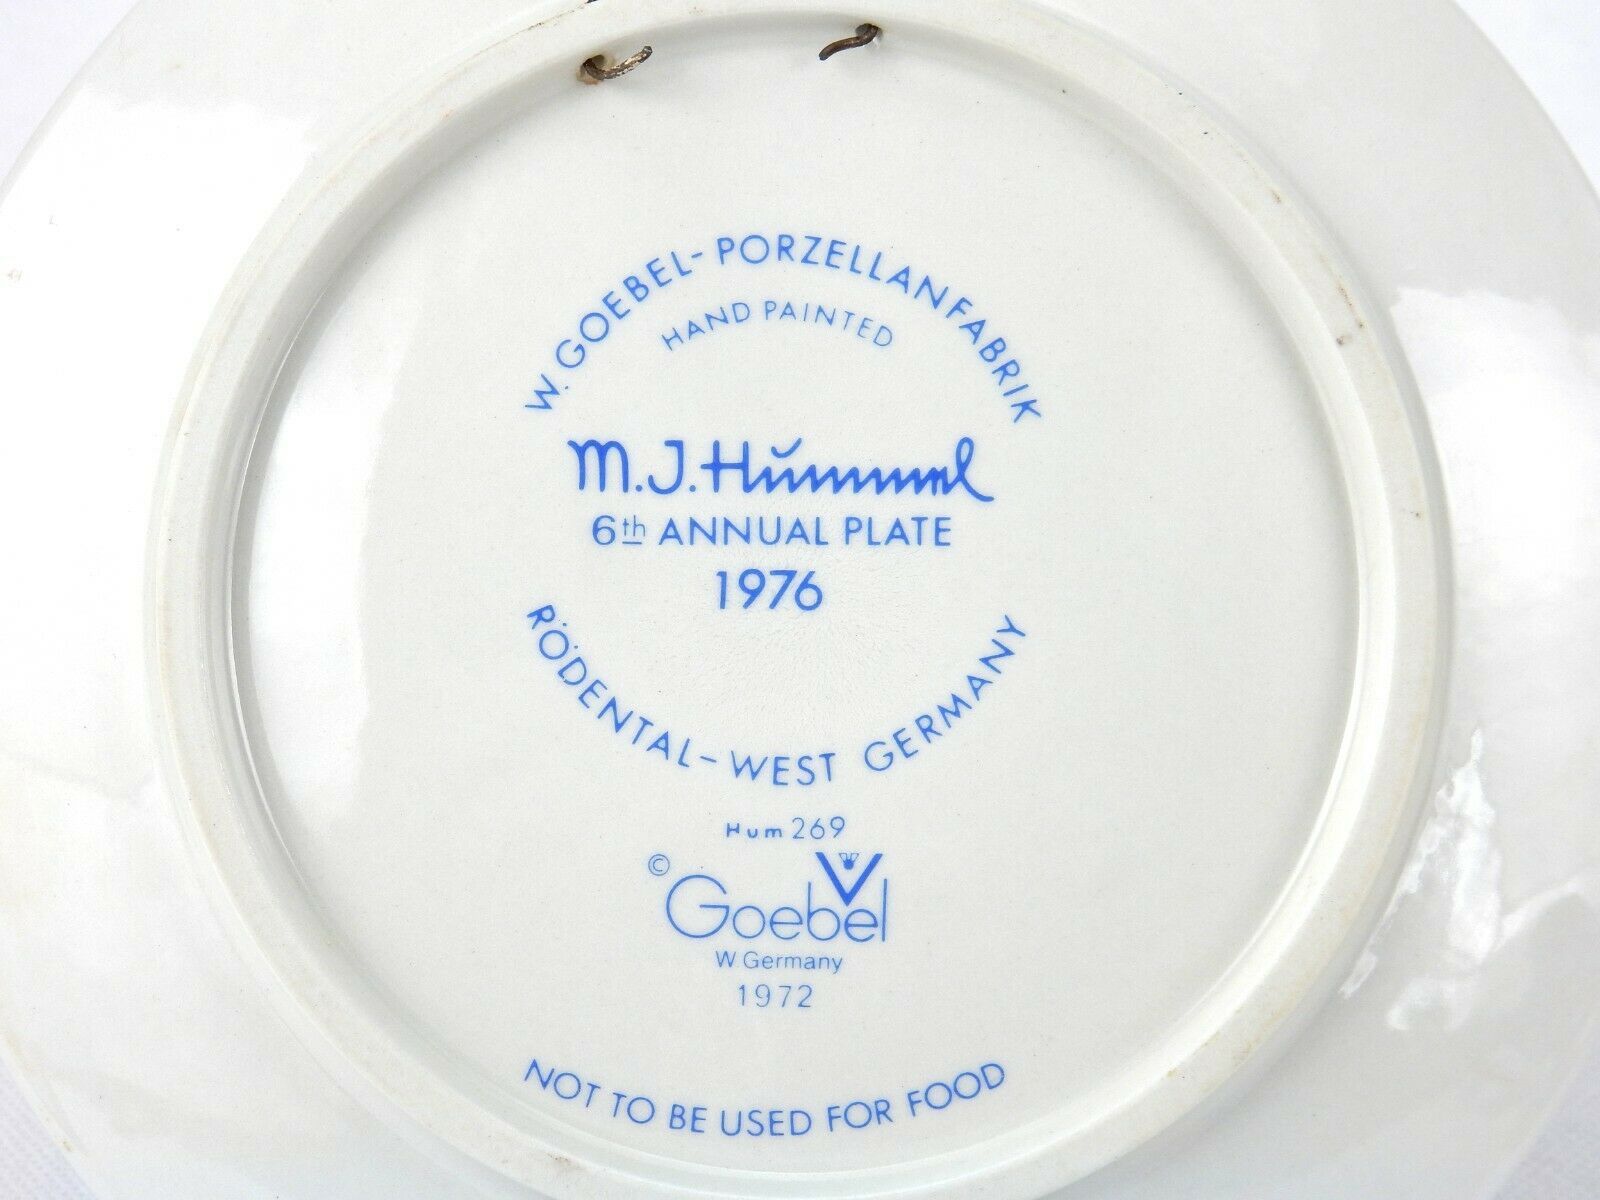 W. GOEBEL-PORZELLANFABRIK
HAND PAINTED
M.J. Hummel
6th ANNUAL PLATE
1976
RÖDENTAL-WEST GERMANY
Hum 269
© Goebel
W. Germany
1972
NOT TO BE USED FOR FOOD